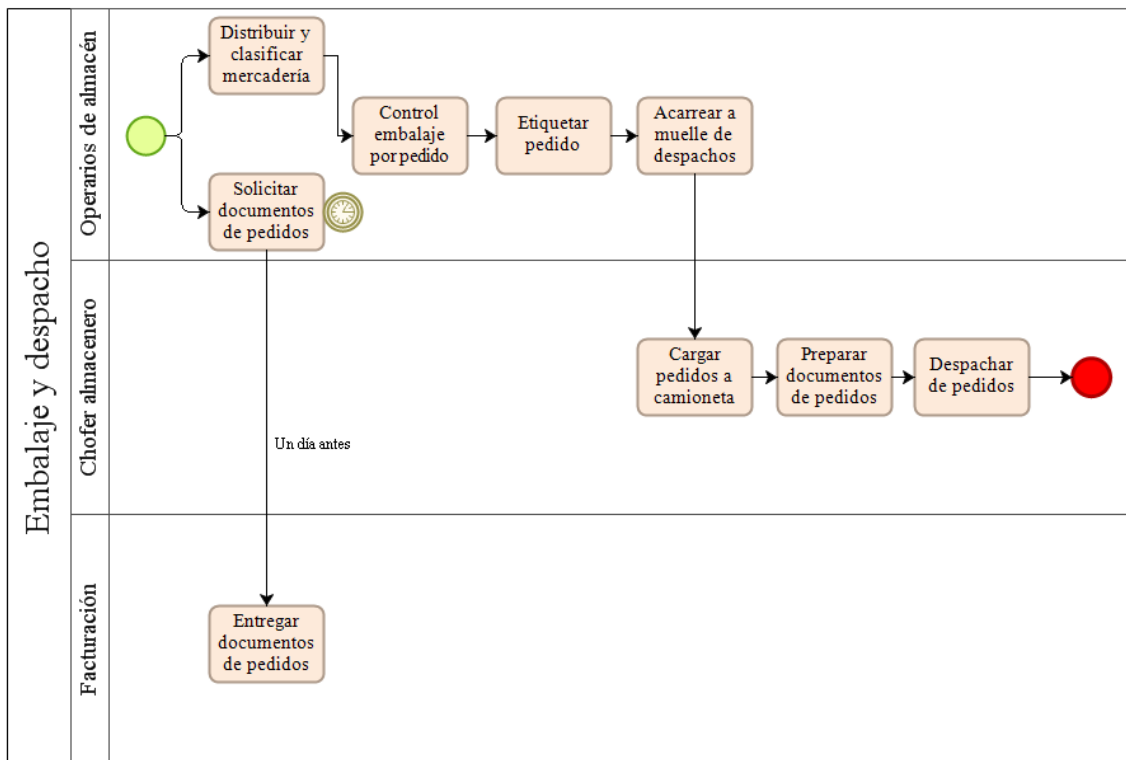 Embalaje y despacho
Operarios de almacén
Distribuir y
clasificar
mercadería
Control
embalaje
por pedido
Etiquetar
pedido
Acarrear a
muelle de
despachos
Solicitar
documentos
de pedidos
Chofer almacenero
Cargar
pedidos a
camioneta
Preparar
documentos
de pedidos
Despachar
de pedidos
Un día antes
Facturación
Entregar
documentos
de pedidos